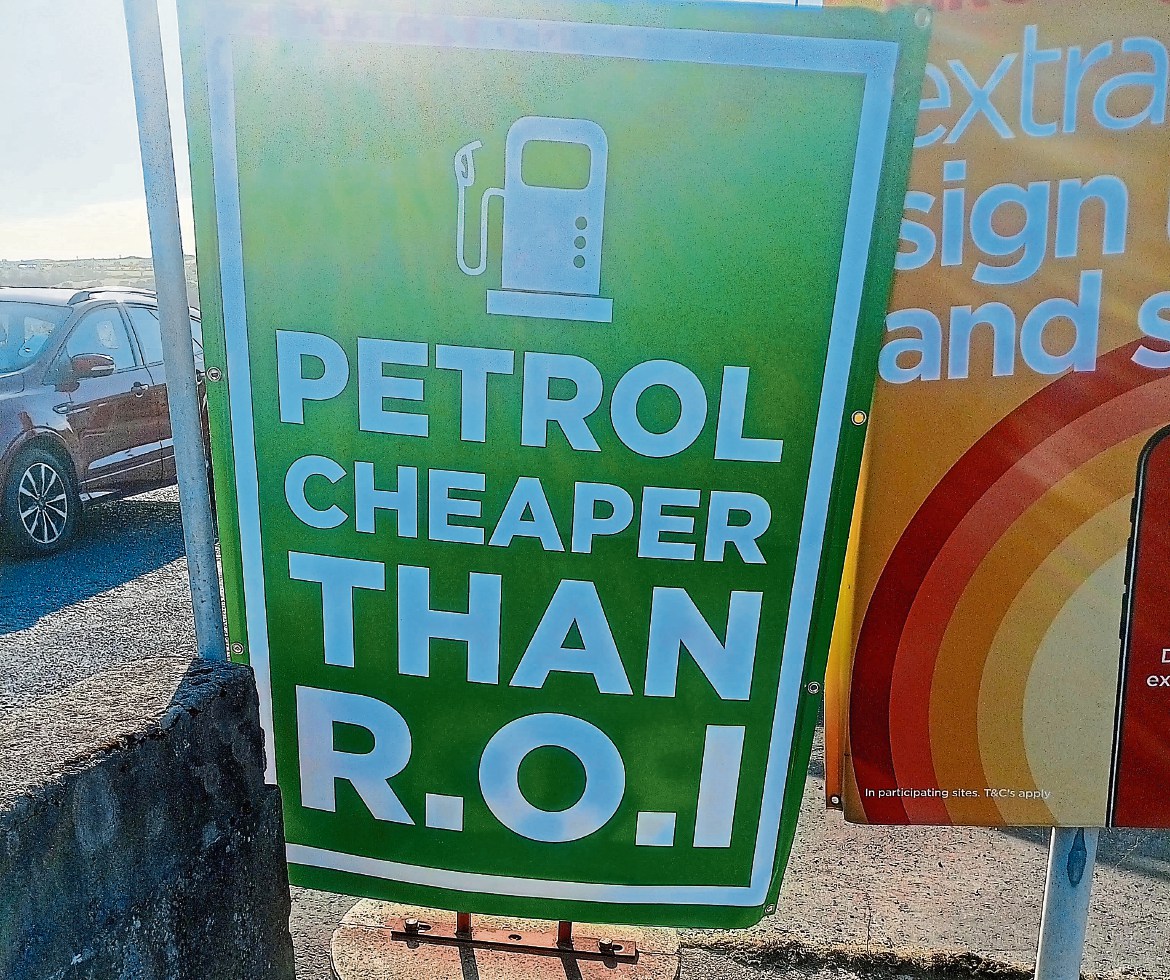 PETROL
CHEAPER
THAN
R.O.I
extra
sign
and s
In participating sites. T&C's apply